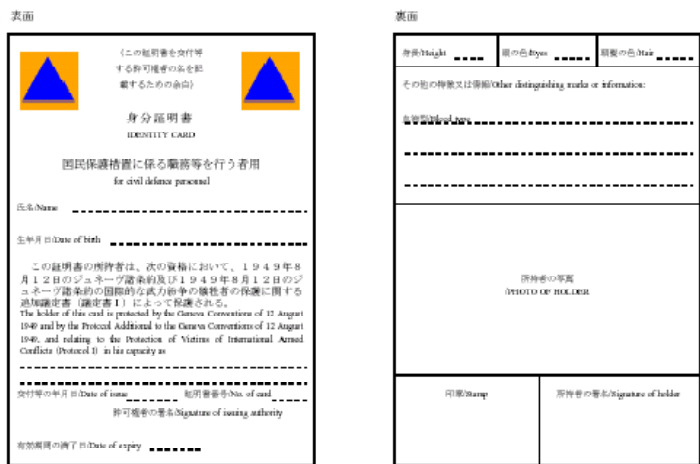 表面
(この証明書を交付等
する許可権者の名を記
載するための余白)
身分証明書
IDENTITY CARD
国民保護措置に係る職務等を行う者用
for civil defence personnel
氏名/Name
生年月日/Date of birth
この証明書の所持者は、次の資格において、1949年8
月12日のジュネーヴ諸条約及び1949年8月12日のジ
ュネーヴ諸条約の国際的な武力紛争の犠牲者の保護に関する
追加議定書(議定書I)によって保護される。
The holder of this card is protected by the Geneva Conventions of 12 August
1949 and by the Protocol Additional to the Geneva Conventions of 12 August
1949, and relating to the Protection of Victims of International Armed
Conflicts (Protocol I) in his capacity as
交付等の年月日/Date of issue 証明書番号/No. of card
許可権者の署名/Signature of issuing authority
有効期間の満了日/Date of expiry
裏面
身長/Height 眼の色/Eyes 頭髪の色/Hair
その他の特徴又は情報/Other distinguishing marks or information:
血液型/Blood type
所持者の写真
/PHOTO OF HOLDER
印章/Stamp 所持者の署名/Signature of holder